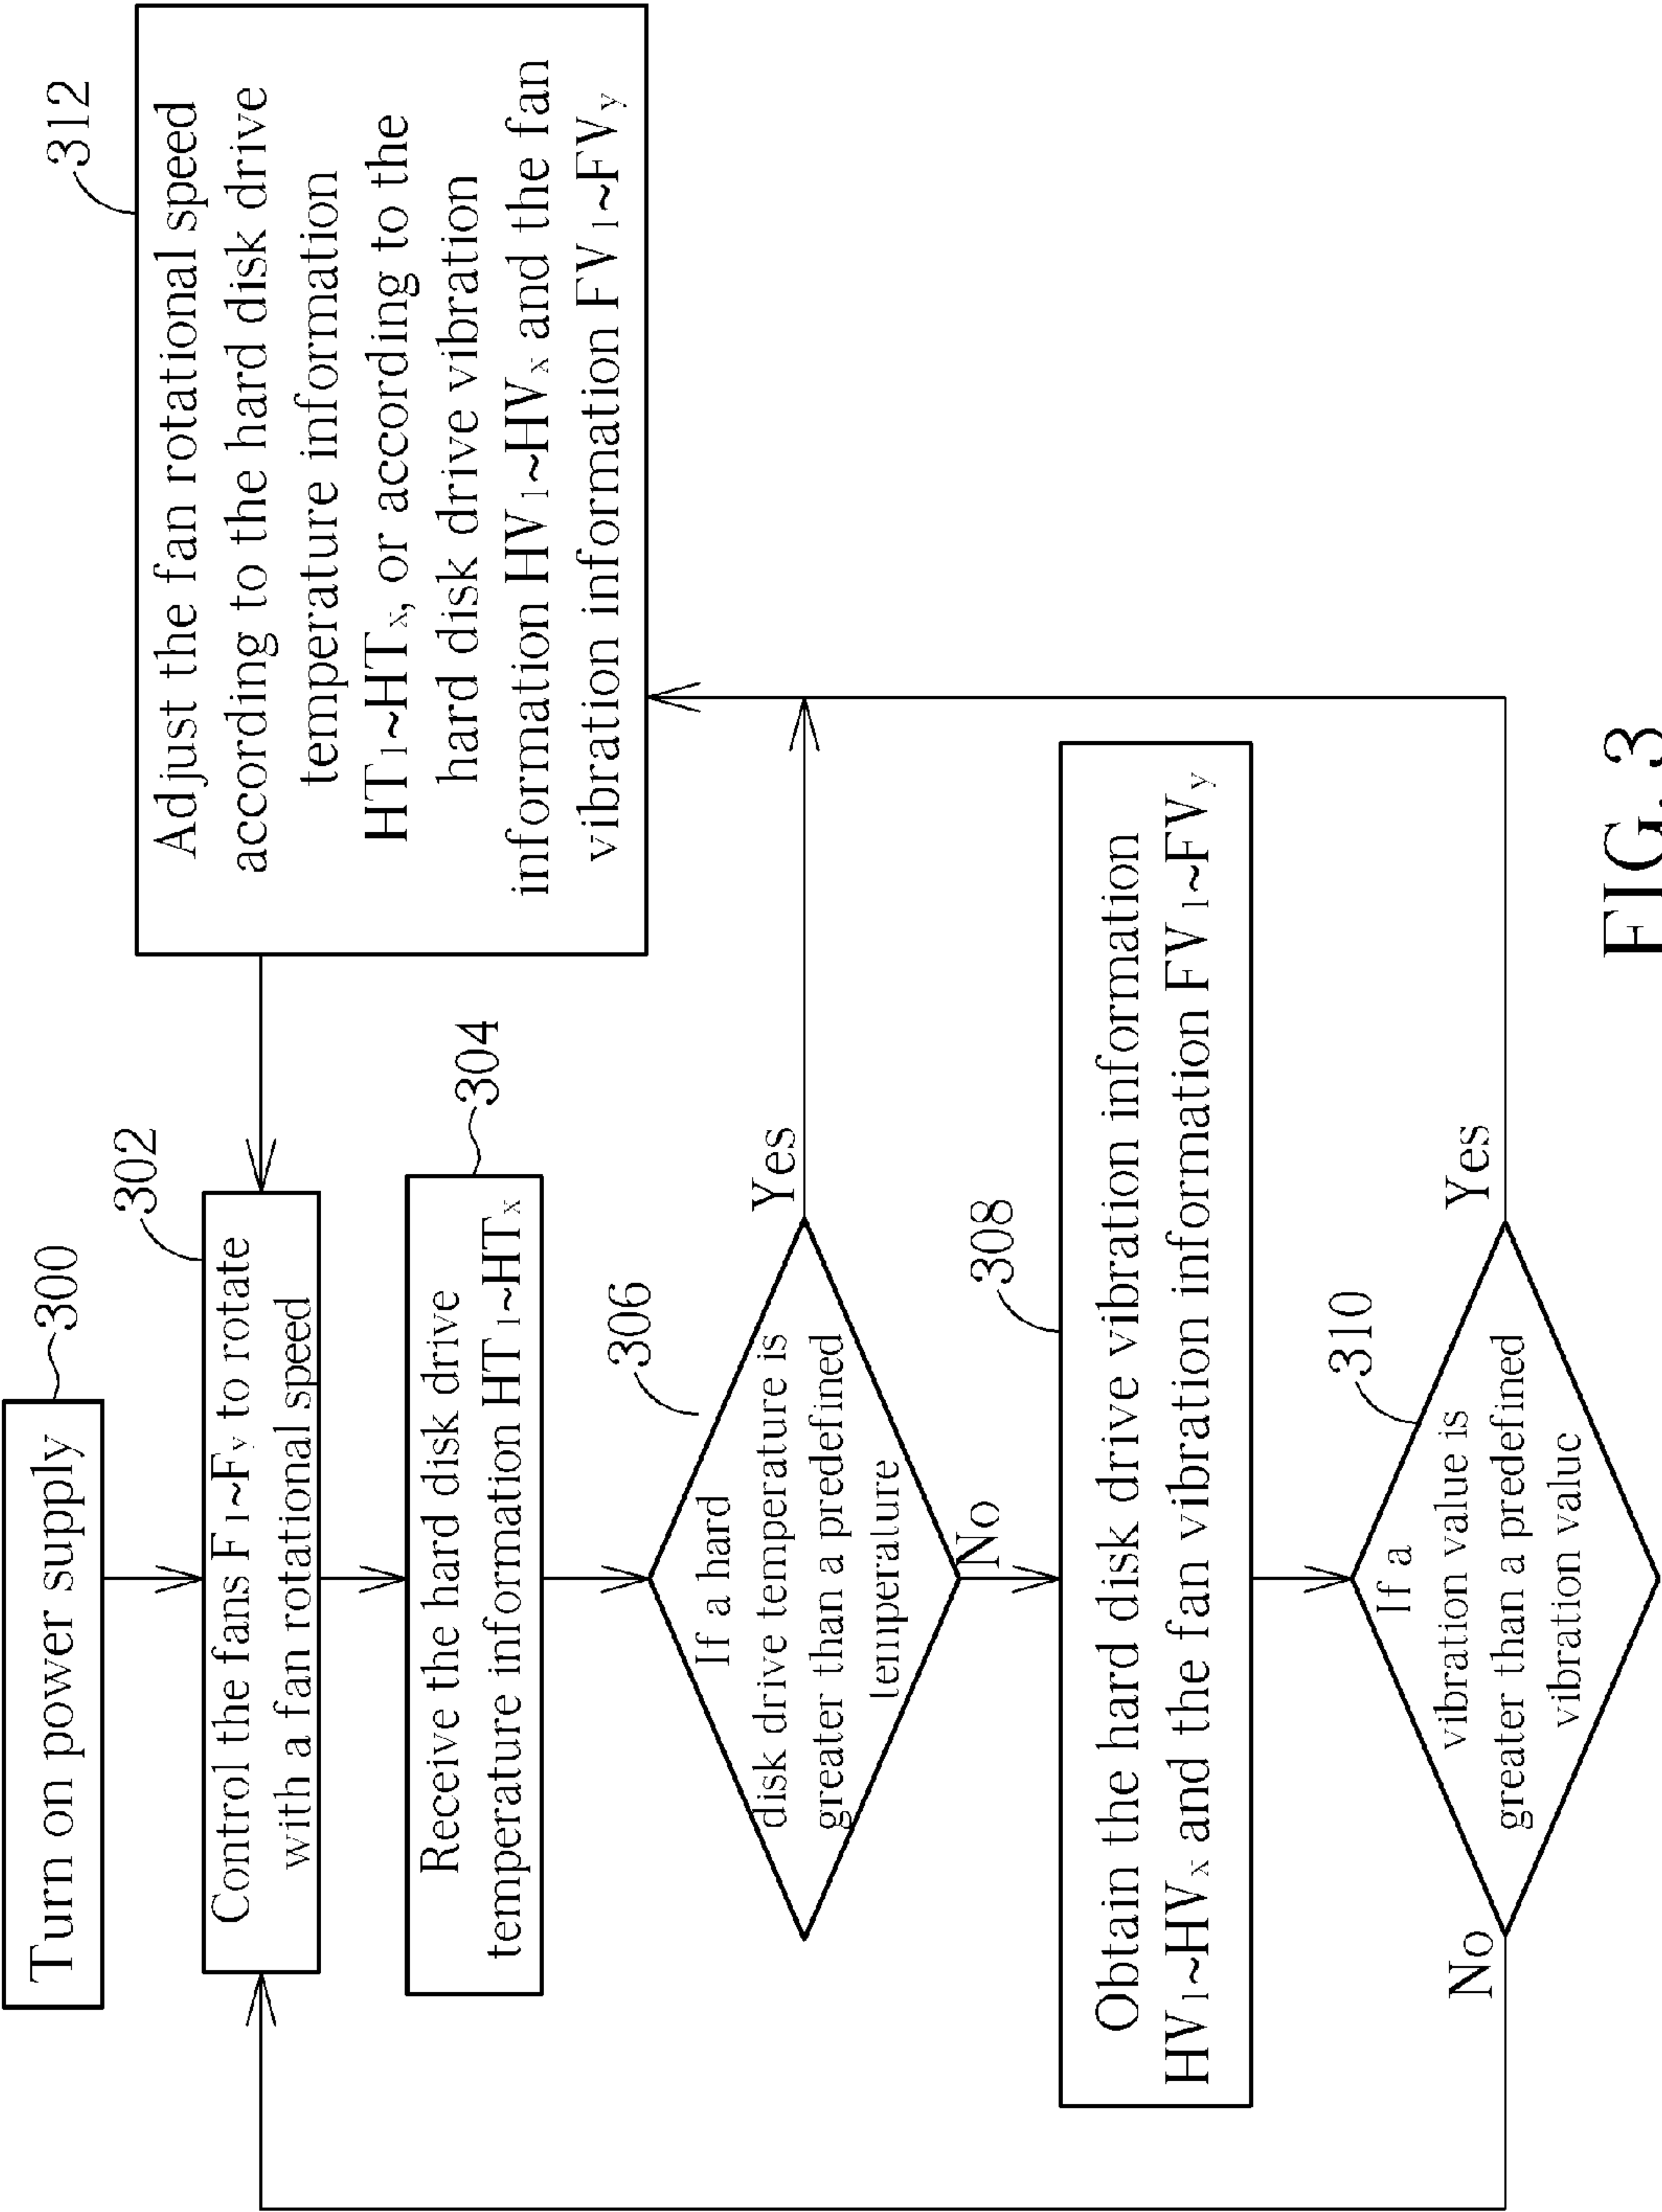 Turn on power supply
300
Control the fans F1~Fy to rotate
with a fan rotational speed
302
Receive the hard disk drive
temperature information HT1~HTx
304
If a hard
disk drive temperature is
greater than a predefined
temperature
306
Yes
No
Obtain the hard disk drive vibration information
HV1~HVx and the fan vibration information FV1~FVy
308
If a
vibration value is
greater than a predefined
vibration value
310
Yes
No
Adjust the fan rotational speed
according to the hard disk drive
temperature information
HT1~HTx, or according to the
hard disk drive vibration
information HV1~HVx and the fan
vibration information FV1~FVy
312
FIG. 3